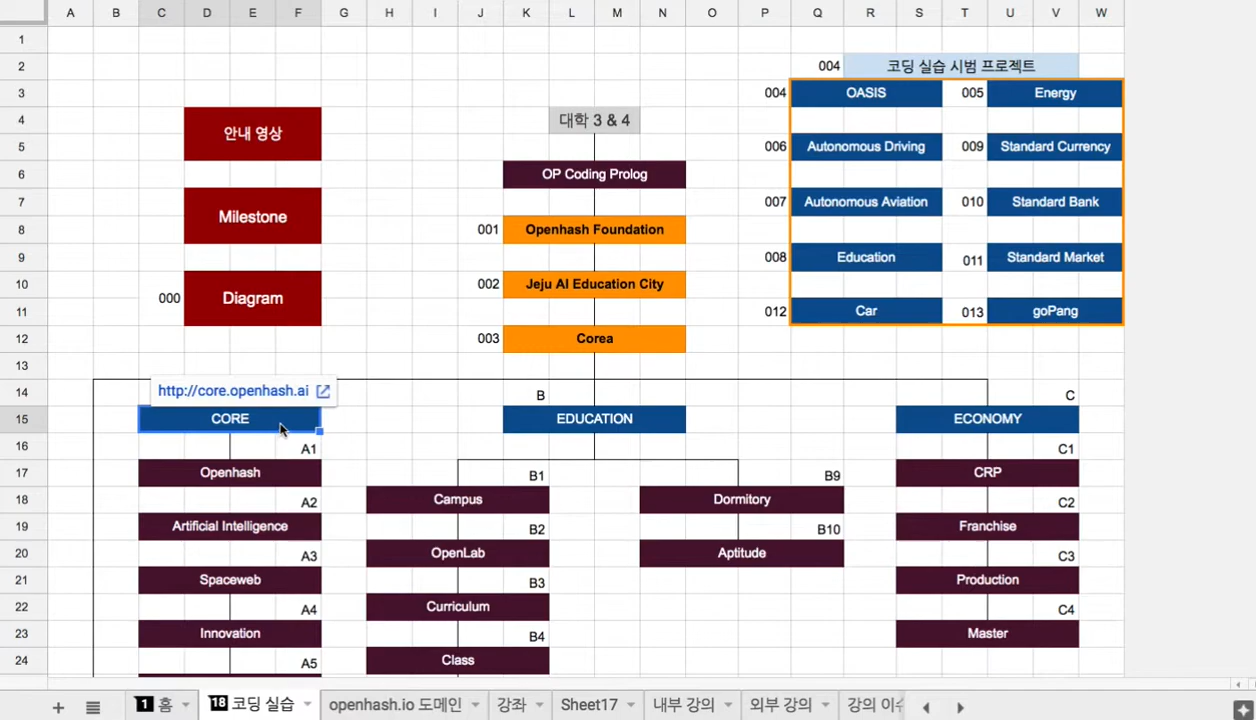 A B C D E F G H I J K L M N O P Q R S T U V W
1
2 004 코딩 실습 시범 프로젝트
3 004 OASIS 005 Energy
4 안내 영상 대학 3 & 4
5 006 Autonomous Driving 009 Standard Currency
6 OP Coding Prolog
7 Milestone 007 Autonomous Aviation 010 Standard Bank
8 001 Openhash Foundation
9 008 Education 011 Standard Market
10 002 Jeju AI Education City
11 000 Diagram 012 Car 013 goPang
12 003 Corea
13
14 http://core.openhash.ai B C
15 CORE EDUCATION ECONOMY
16 A1 C1
17 Openhash B1 B9 CRP
18 A2 Campus Dormitory C2
19 Artificial Intelligence B2 B10 Franchise
20 A3 OpenLab Aptitude C3
21 Spaceweb B3 Production
22 A4 Curriculum C4
23 Innovation B4 Master
24 A5 Class
1 홈 18 코딩 실습 openhash.io 도메인 강좌 Sheet17 내부 강의 외부 강의 강의 이수